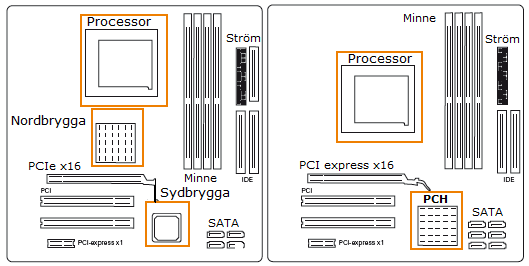 Processor
Ström
Nordbrygga
PCIe x16
PCI
Minne
IDE
Sydbrygga
SATA
PCI-express x1
Minne
Ström
Processor
PCI express x16
PCI
IDE
PCH
SATA
PCI-express x1